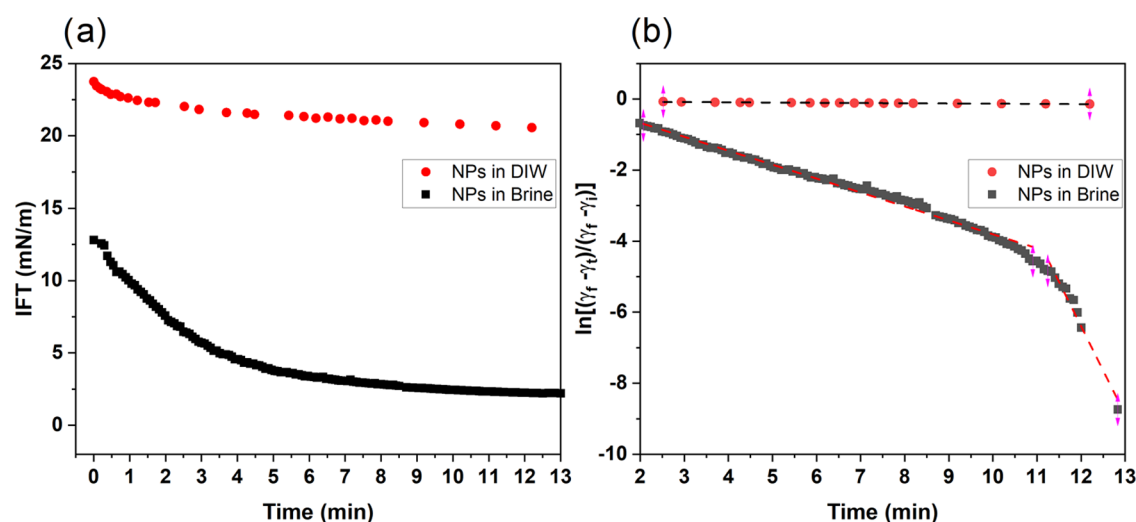 (a)
IFT (mN/m)
25
20
15
10
5
0
NPs in DIW
NPs in Brine
0 1 2 3 4 5 6 7 8 9 10 11 12 13
Time (min)
(b)
ln[(γf -γt)/(γf -γi)]
0
-2
-4
-6
-8
-10
NPs in DIW
NPs in Brine
2 3 4 5 6 7 8 9 10 11 12 13
Time (min)